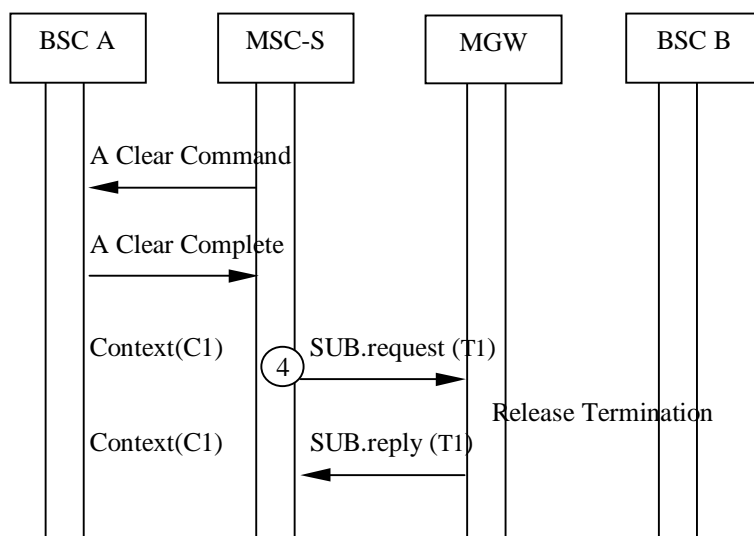 BSC A MSC-S MGW BSC B
A Clear Command
A Clear Complete
Context(C1) SUB.request (T1)
4
Release Termination
Context(C1) SUB.reply (T1)